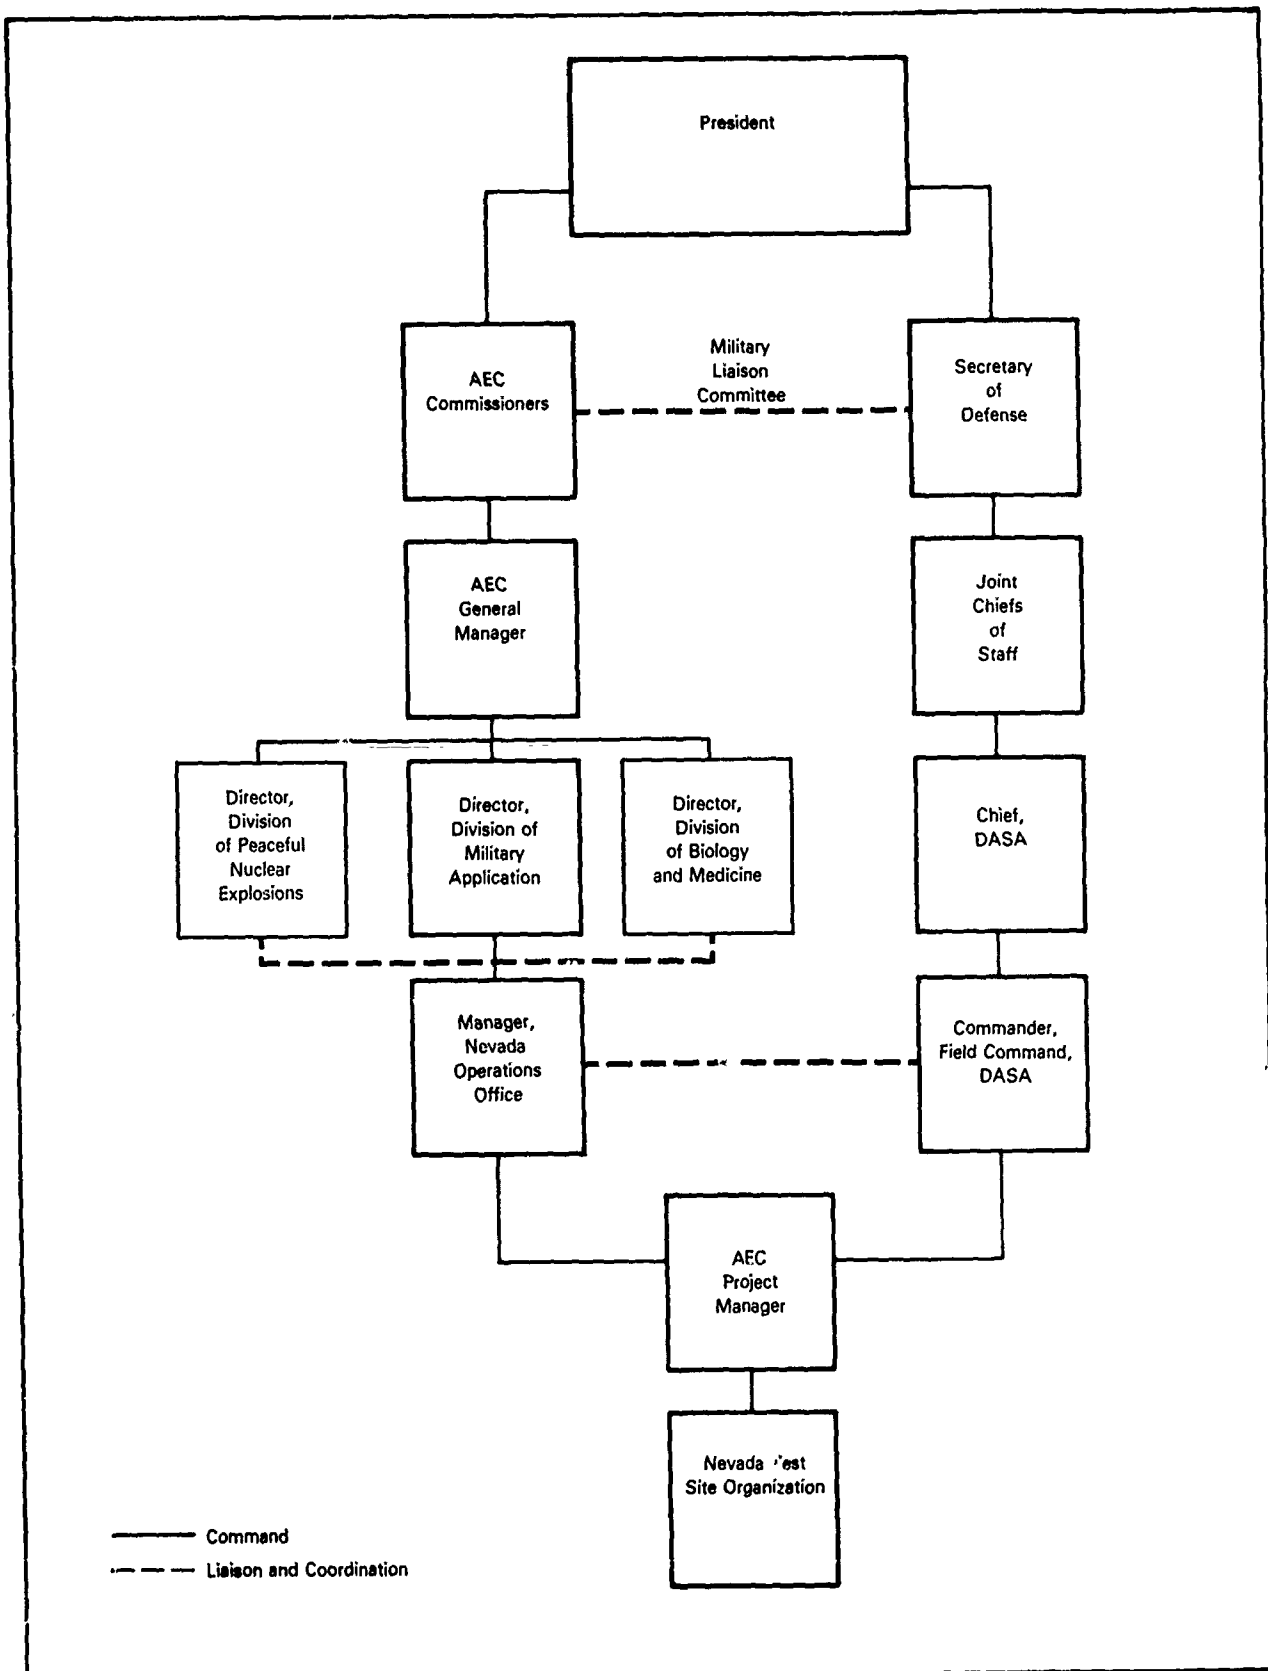 President
Military
Liaison
Committee
AEC
Commissioners
Secretary
of
Defense
AEC
General
Manager
Joint
Chiefs
of
Staff
Director,
Division
of Peaceful
Nuclear
Explosions
Director,
Division of
Military
Application
Director,
Division
of Biology
and Medicine
Chief,
DASA
Manager,
Nevada
Operations
Office
Commander,
Field Command,
DASA
AEC
Project
Manager
Nevada Test
Site Organization
Command
Liaison and Coordination